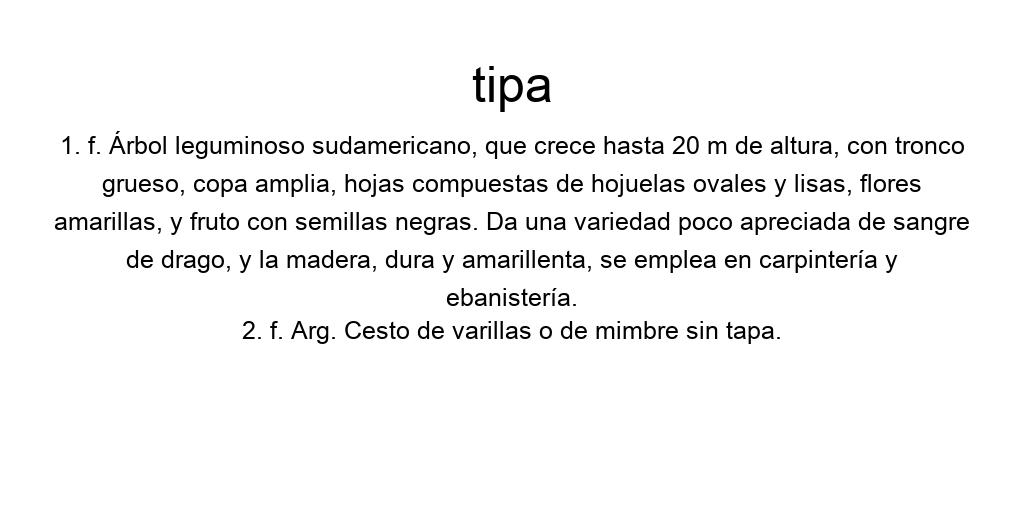 tipa
1. f. Árbol leguminoso sudamericano, que crece hasta 20 m de altura, con tronco
grueso, copa amplia, hojas compuestas de hojuelas ovales y lisas, flores
amarillas, y fruto con semillas negras. Da una variedad poco apreciada de sangre
de drago, y la madera, dura y amarillenta, se emplea en carpintería y
ebanistería.
2. f. Arg. Cesto de varillas o de mimbre sin tapa.